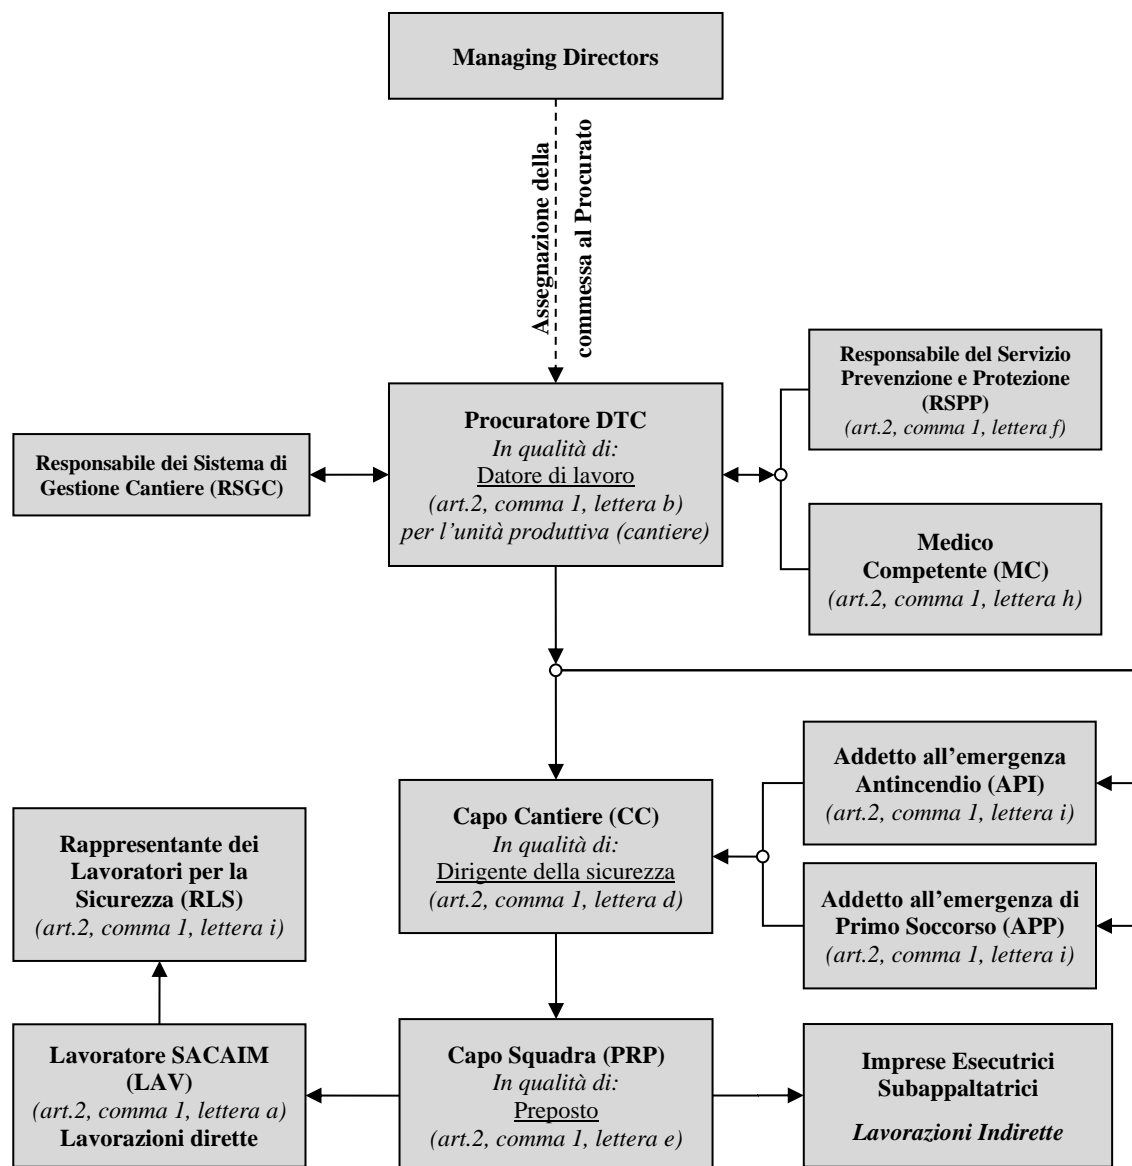 Managing Directors
Assegnazione della
commessa al Procurato
Responsabile del Servizio
Prevenzione e Protezione
(RSPP)
(art.2, comma 1, lettera f)
Procuratore DTC
In qualità di:
Datore di lavoro
(art.2, comma 1, lettera b)
per l’unità produttiva (cantiere)
Responsabile dei Sistema di
Gestione Cantiere (RSGC)
Medico
Competente (MC)
(art.2, comma 1, lettera h)
Addetto all’emergenza
Antincendio (API)
(art.2, comma 1, lettera i)
Capo Cantiere (CC)
In qualità di:
Dirigente della sicurezza
(art.2, comma 1, lettera d)
Rappresentante dei
Lavoratori per la
Sicurezza (RLS)
(art.2, comma 1, lettera i)
Addetto all’emergenza di
Primo Soccorso (APP)
(art.2, comma 1, lettera i)
Lavoratore SACAIM
(LAV)
(art.2, comma 1, lettera a)
Lavorazioni dirette
Capo Squadra (PRP)
In qualità di:
Preposto
(art.2, comma 1, lettera e)
Imprese Esecutrici
Subappaltatrici
Lavorazioni Indirette